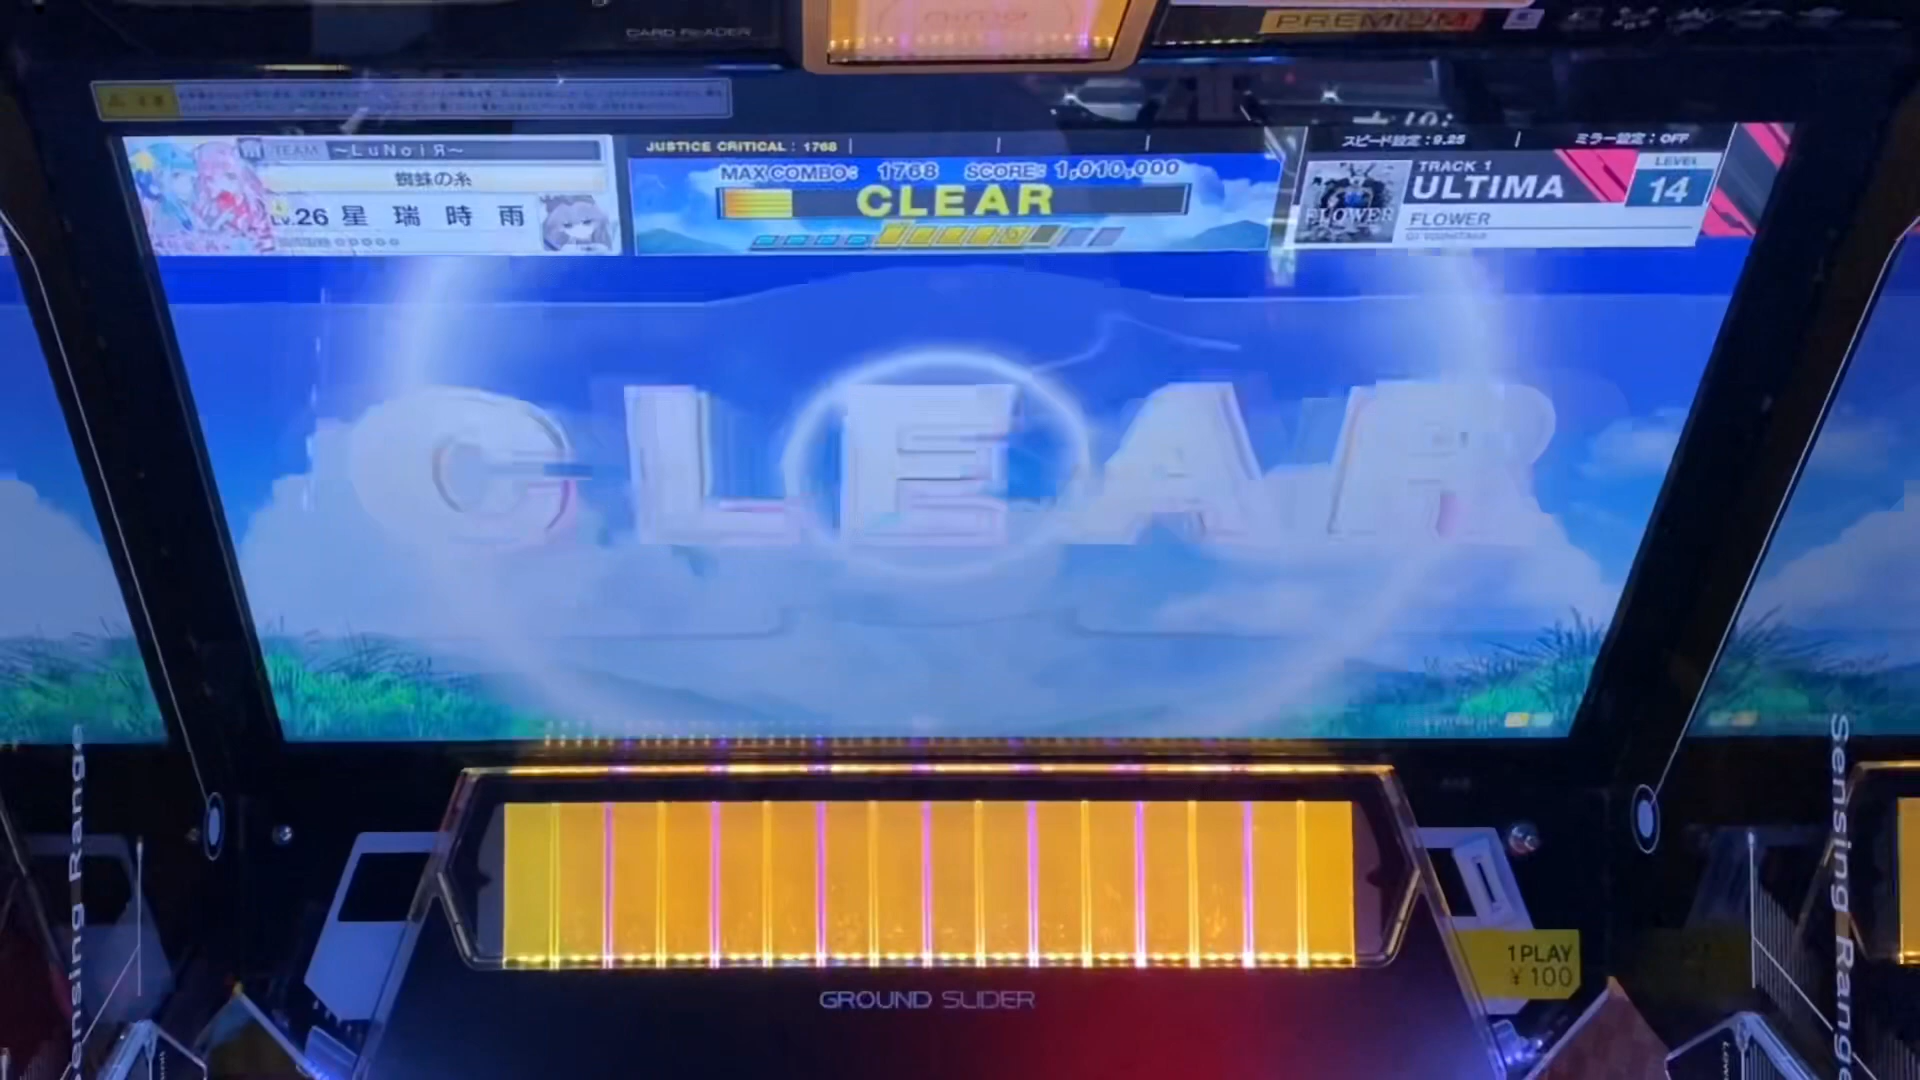 CARD READER
PREMIUM
TEAM ～LuNoiЯ～
蜘蛛の糸
LV.26 星瑞時雨
JUSTICE CRITICAL : 1768
MAX COMBO: 1768 SCORE: 1,010,000
CLEAR
スピード設定:9.25
ミラー設定:OFF
TRACK 1
ULTIMA
LEVEL
14
FLOWER
FLOWER
CLEAR
Sensing Range
Sensing Range
1PLAY
¥100
GROUND SLIDER